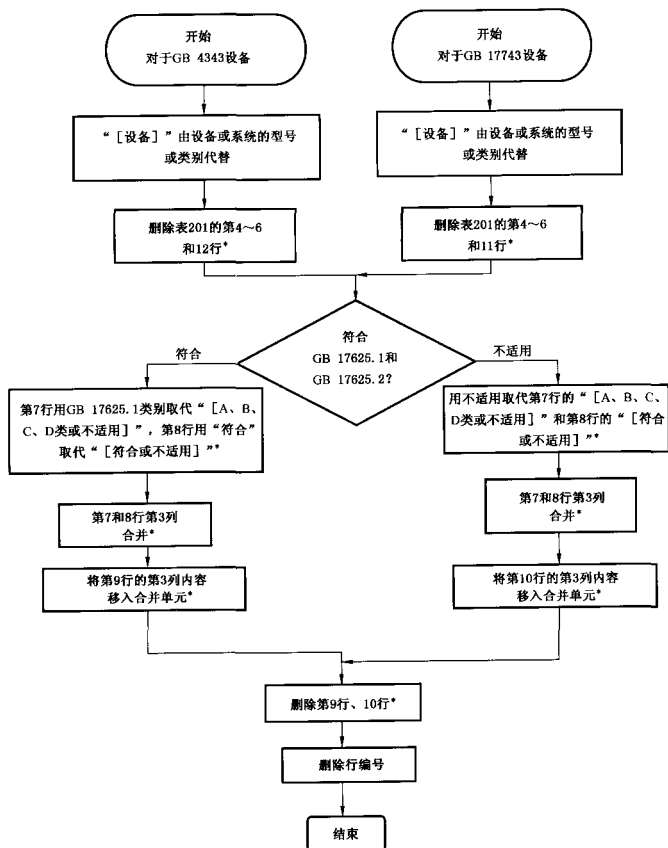 开始
对于GB 4343设备
开始
对于GB 17743设备
“［设备］”由设备或系统的型号
或类别代替
“［设备］”由设备或系统的型号
或类别代替
删除表201的第4～6
和12行*
删除表201的第4～6
和11行*
符合
GB 17625.1和
GB 17625.2？
符合
不适用
第7行用GB 17625.1类别取代“［A、B、
C、D类或不适用］”，第8行用“符合”
取代“［符合或不适用］”*
用不适用取代第7行的“［A、B、C、
D类或不适用］”和第8行的“［符合
或不适用］”*
第7和8行第3列
合并*
第7和8行第3列
合并*
将第9行的第3列内容
移入合并单元*
将第10行的第3列内容
移入合并单元*
删除第9行、10行*
删除行编号
结束